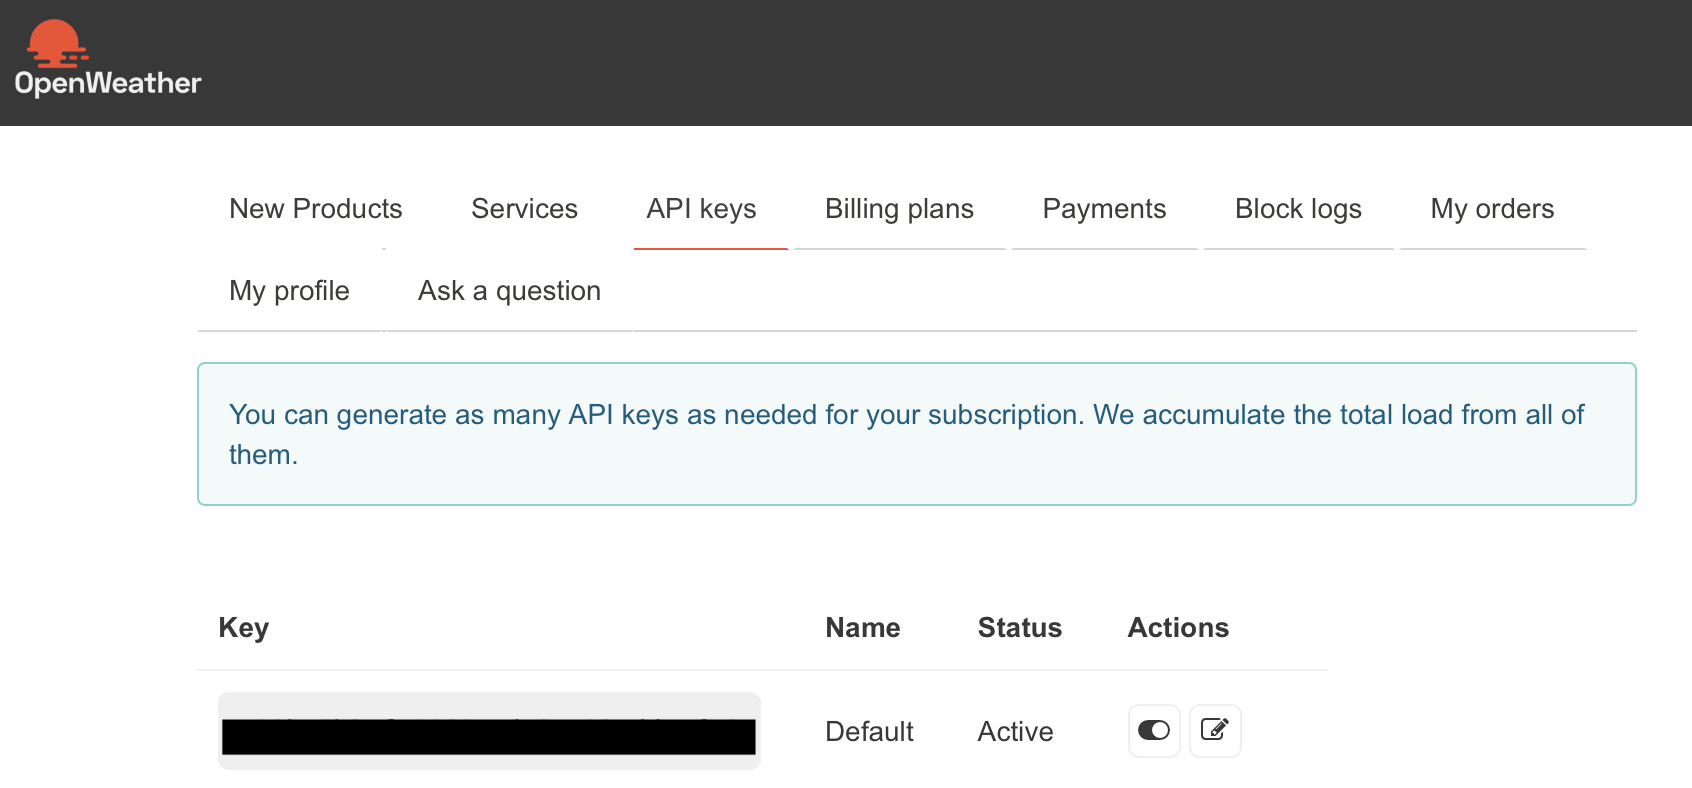 OpenWeather
New Products Services API keys Billing plans Payments Block logs My orders
My profile Ask a question
You can generate as many API keys as needed for your subscription. We accumulate the total load from all of
them.
Key Name Status Actions
Default Active